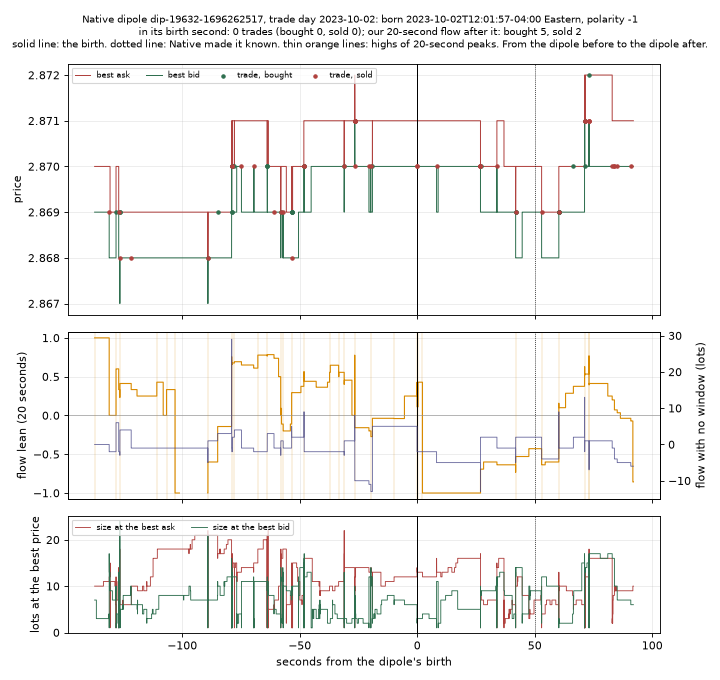 Native dipole dip-19632-1696262517, trade day 2023-10-02: born 2023-10-02T12:01:57-04:00 Eastern, polarity -1
in its birth second: 0 trades (bought 0, sold 0); our 20-second flow after it: bought 5, sold 2
solid line: the birth. dotted line: Native made it known. thin orange lines: highs of 20-second peaks. From the dipole before to the dipole after.
best ask best bid trade, bought trade, sold
2.872
2.871
2.870
2.869
2.868
2.867
price
1.0
0.5
0.0
−0.5
−1.0
flow lean (20 seconds)
30
20
10
0
−10
flow with no window (lots)
size at the best ask size at the best bid
20
10
0
lots at the best price
−100 −50 0 50 100
seconds from the dipole's birth